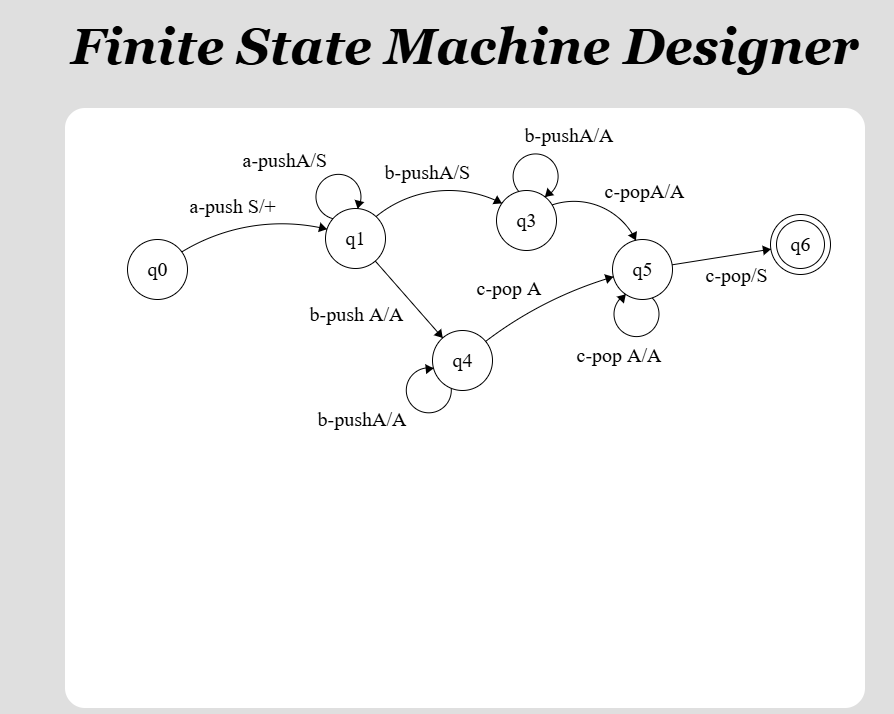 Finite State Machine Designer
b-pushA/A
a-pushA/S
b-pushA/S
c-popA/A
a-push S/+
q3
q1
q6
q0
q5
c-pop/S
c-pop A
b-push A/A
c-pop A/A
q4
b-pushA/A